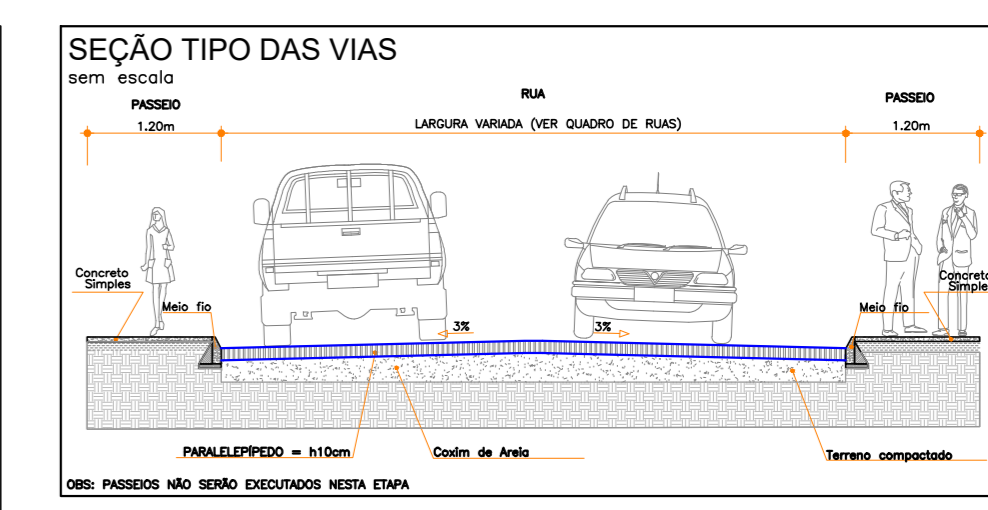 SEÇÃO TIPO DAS VIAS
sem escala
PASSEIO
RUA
PASSEIO
1.20m
LARGURA VARIADA (VER QUADRO DE RUAS)
1.20m
Concreto
Simples
Meio fio
3%
3%
Meio fio
Concreto
Simples
PARALELEPÍPEDO = h10cm
Coxim de Areia
Terreno compactado
OBS: PASSEIOS NÃO SERÃO EXECUTADOS NESTA ETAPA